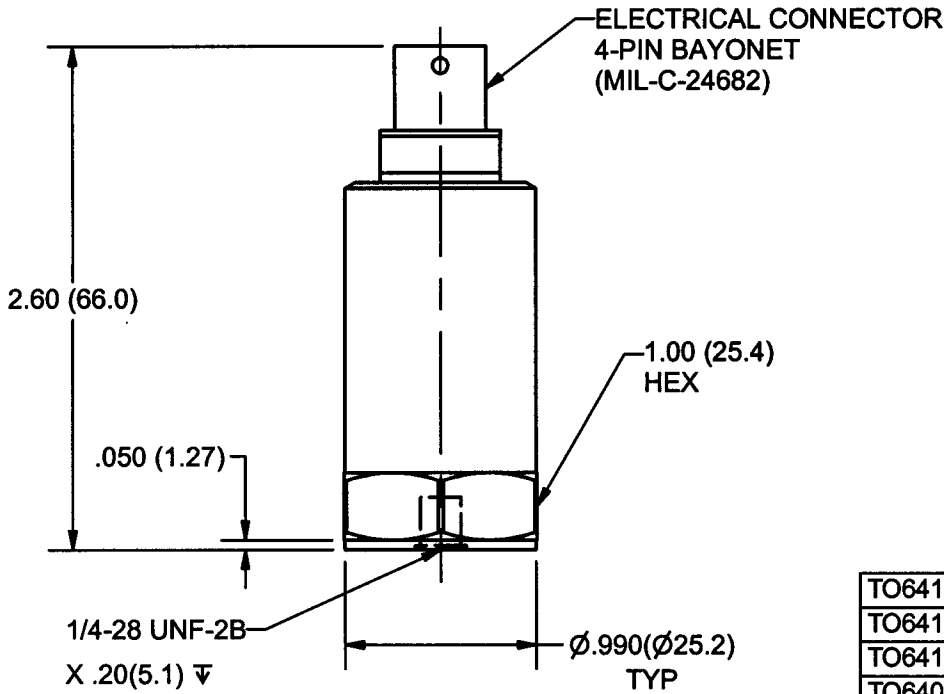 ELECTRICAL CONNECTOR
4-PIN BAYONET
(MIL-C-24682)
2.60 (66.0)
1.00 (25.4)
HEX
.050 (1.27)
1/4-28 UNF-2B
X .20(5.1) ↧
Ø.990(Ø25.2)
TYP
TO641
TO641
TO641
TO640